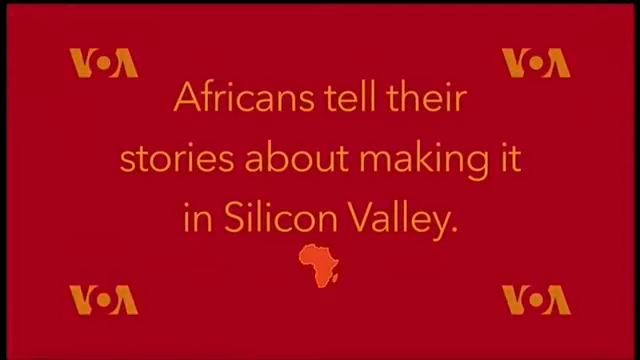 VOA VOA
Africans tell their
stories about making it
in Silicon Valley.
VOA VOA